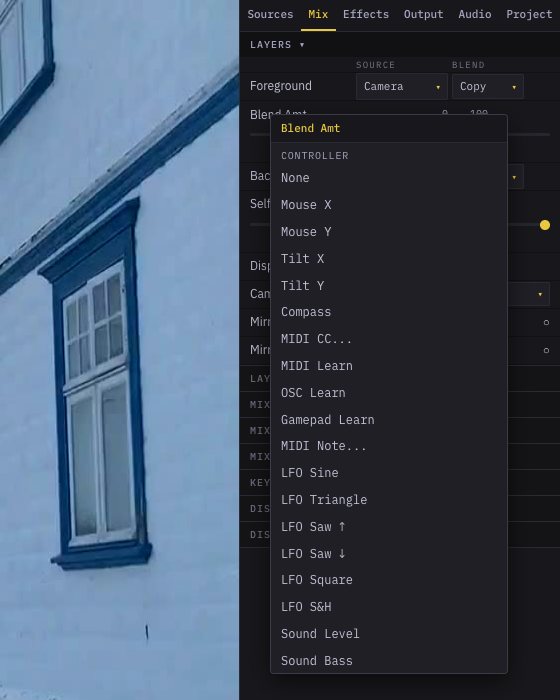 Sources Mix Effects Output Audio Project
LAYERS ▾
SOURCE BLEND
Foreground Camera ▾ Copy ▾
Blend Amt
Blend Amt
CONTROLLER
None
Mouse X
Mouse Y
Tilt X
Tilt Y
Compass
MIDI CC...
MIDI Learn
OSC Learn
Gamepad Learn
MIDI Note...
LFO Sine
LFO Triangle
LFO Saw ↑
LFO Saw ↓
LFO Square
LFO S&H
Sound Level
Sound Bass